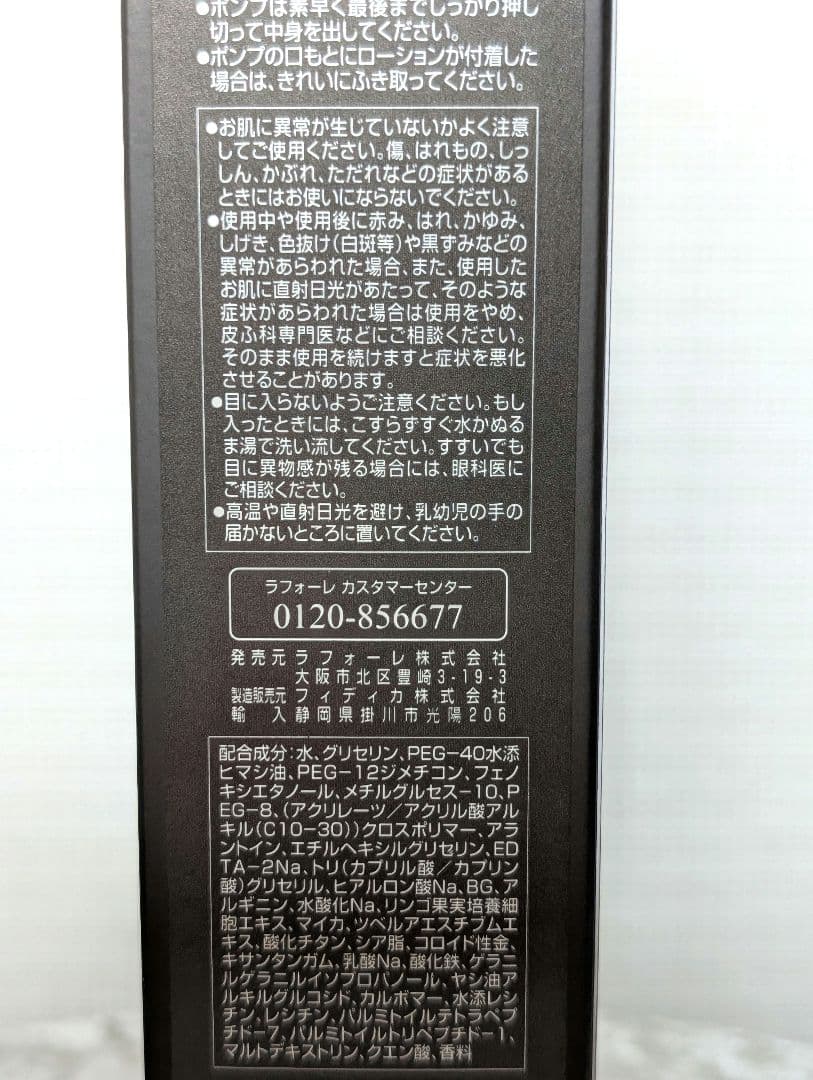 ●ポンプは素早く最後までしっかり押し
切って中身を出してください。
●ポンプの口もとにローションが付着した
場合は、きれいにふき取ってください。
●お肌に異常が生じていないかよく注意
してご使用ください。傷、はれもの、しっ
しん、かぶれ、ただれなどの症状がある
ときにはお使いにならないでください。
●使用中や使用後に赤み、はれ、かゆみ、
しげき、色抜け(白斑等)や黒ずみなどの
異常があらわれた場合、また、使用した
お肌に直射日光があたって、そのような
症状があらわれた場合は使用をやめ、
皮ふ科専門医などにご相談ください。
そのまま使用を続けますと症状を悪化
させることがあります。
●目に入らないようご注意ください。もし
入ったときには、こすらずすぐ水かぬる
ま湯で洗い流してください。すすいでも
目に異物感が残る場合には、眼科医に
ご相談ください。
●高温や直射日光を避け、乳幼児の手の
届かないところに置いてください。
ラフォーレ カスタマーセンター
0120-856677
発売元 ラフォーレ株式会社
大阪市北区豊崎3-19-3
製造販売元 フィディカ株式会社
輸入 静岡県掛川市光陽206
配合成分:水、グリセリン、PEG-40水添
ヒマシ油、PEG-12ジメチコン、フェノ
キシエタノール、メチルグルセス-10、P
EG-8、(アクリレーツ/アクリル酸アル
キル(C10-30))クロスポリマー、アラ
ントイン、エチルヘキシルグリセリン、ED
TA-2Na、トリ(カプリル酸/カプリン
酸)グリセリル、ヒアルロン酸Na、BG、ア
ルギニン、水酸化Na、リンゴ果実培養細
胞エキス、マイカ、ツベルアエスチブムエ
キス、酸化チタン、シア脂、コロイド性金、
キサンタンガム、乳酸Na、酸化鉄、ゲラニ
ルゲラニルイソプロパノール、ヤシ油ア
ルキルグルコシド、カルボマー、水添レシ
チン、レシチン、パルミトイルテトラペプ
チド-7、パルミトイルトリペプチド-1、
マルトデキストリン、クエン酸、香料